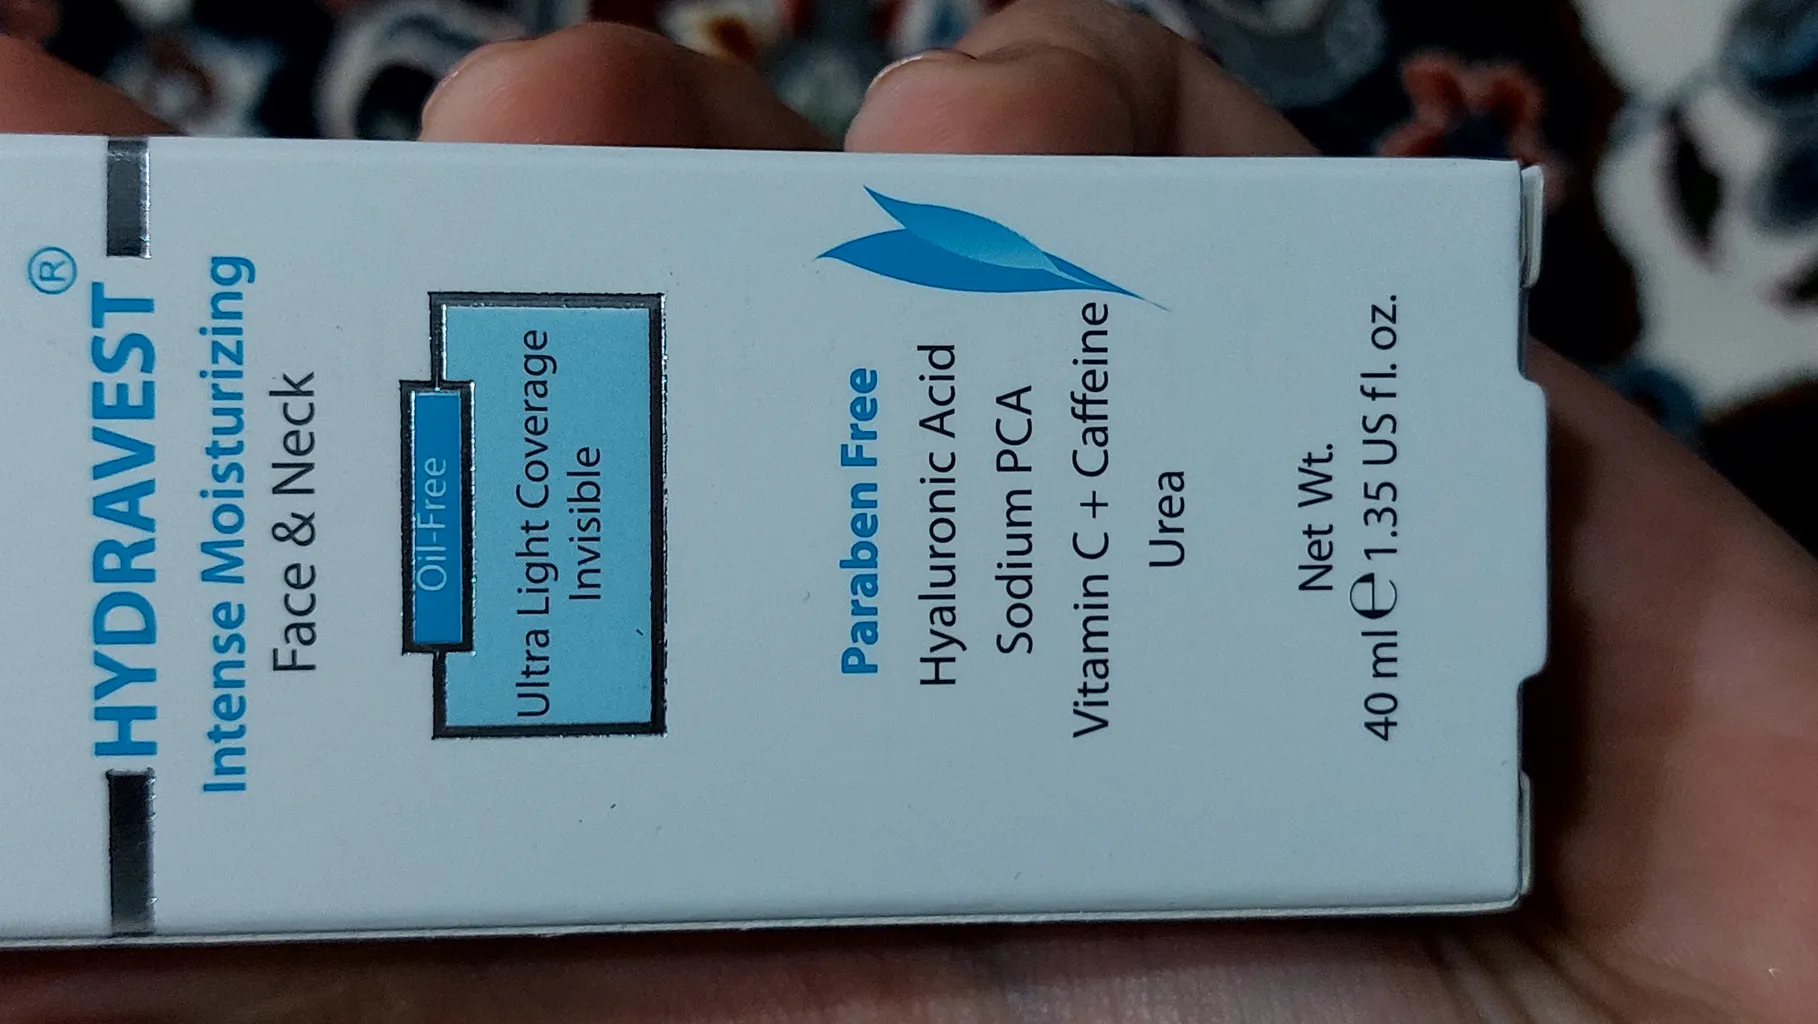 HYDRAVEST®
Intense Moisturizing
Face & Neck
Oil-Free
Ultra Light Coverage
Invisible
Paraben Free
Hyaluronic Acid
Sodium PCA
Vitamin C + Caffeine
Urea
Net Wt.
40 ml ℮ 1.35 US fl. oz.